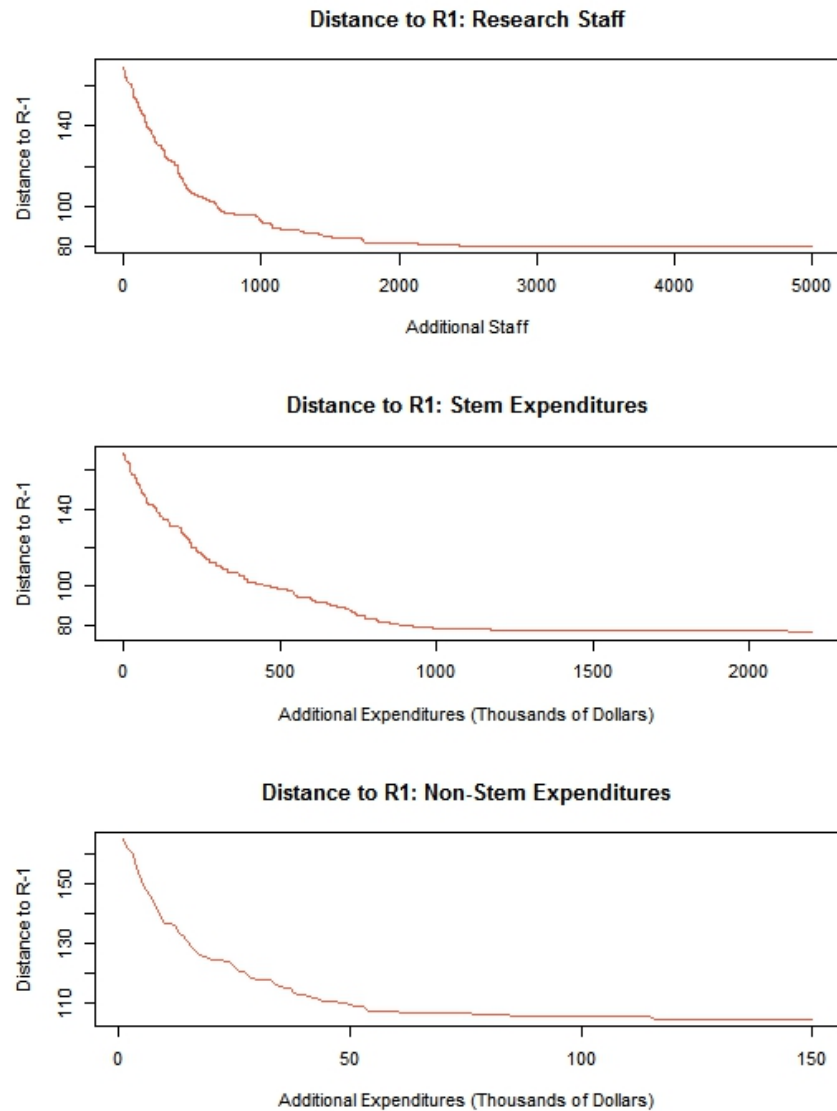 Distance to R1: Research Staff
Distance to R-1
140
100
80
0 1000 2000 3000 4000 5000
Additional Staff
Distance to R1: Stem Expenditures
Distance to R-1
140
100
80
0 500 1000 1500 2000
Additional Expenditures (Thousands of Dollars)
Distance to R1: Non-Stem Expenditures
Distance to R-1
150
130
110
0 50 100 150
Additional Expenditures (Thousands of Dollars)